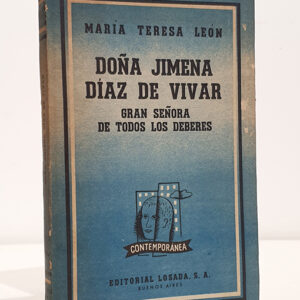 MARÍA TERESA LEÓN
DOÑA JIMENA
DÍAZ DE VIVAR
GRAN SEÑORA
DE TODOS LOS DEBERES
CONTEMPORÁNEA
EDITORIAL LOSADA, S. A.
BUENOS AIRES